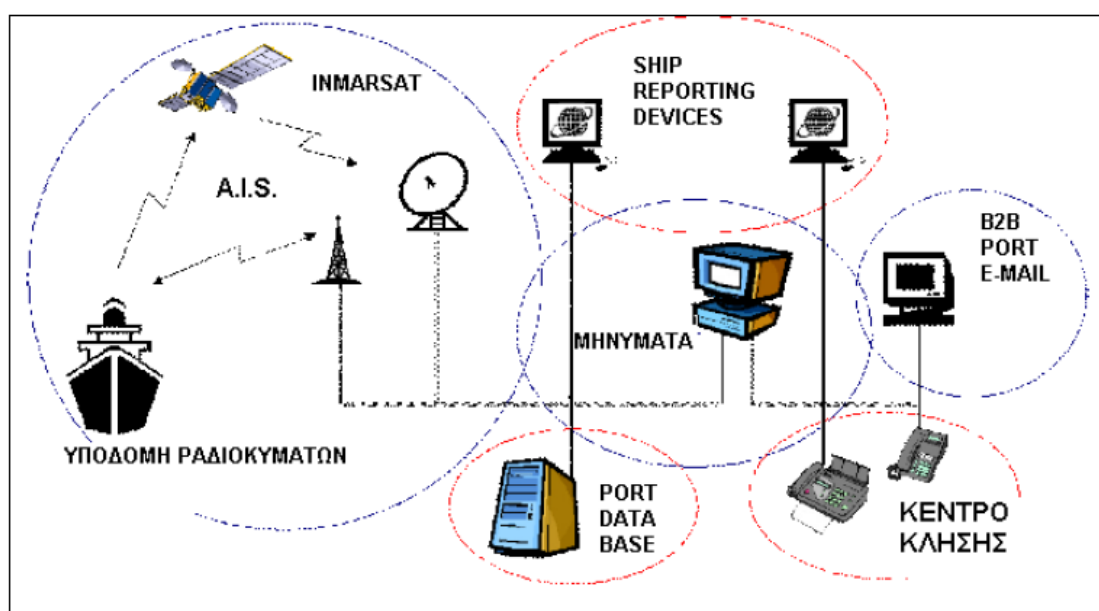 INMARSAT
A.I.S.
ΥΠΟΔΟΜΗ ΡΑΔΙΟΚΥΜΑΤΩΝ
SHIP
REPORTING
DEVICES
ΜΗΝΥΜΑΤΑ
B2B
PORT
E-MAIL
PORT
DATA
BASE
ΚΕΝΤΡΟ
ΚΛΗΣΗΣ